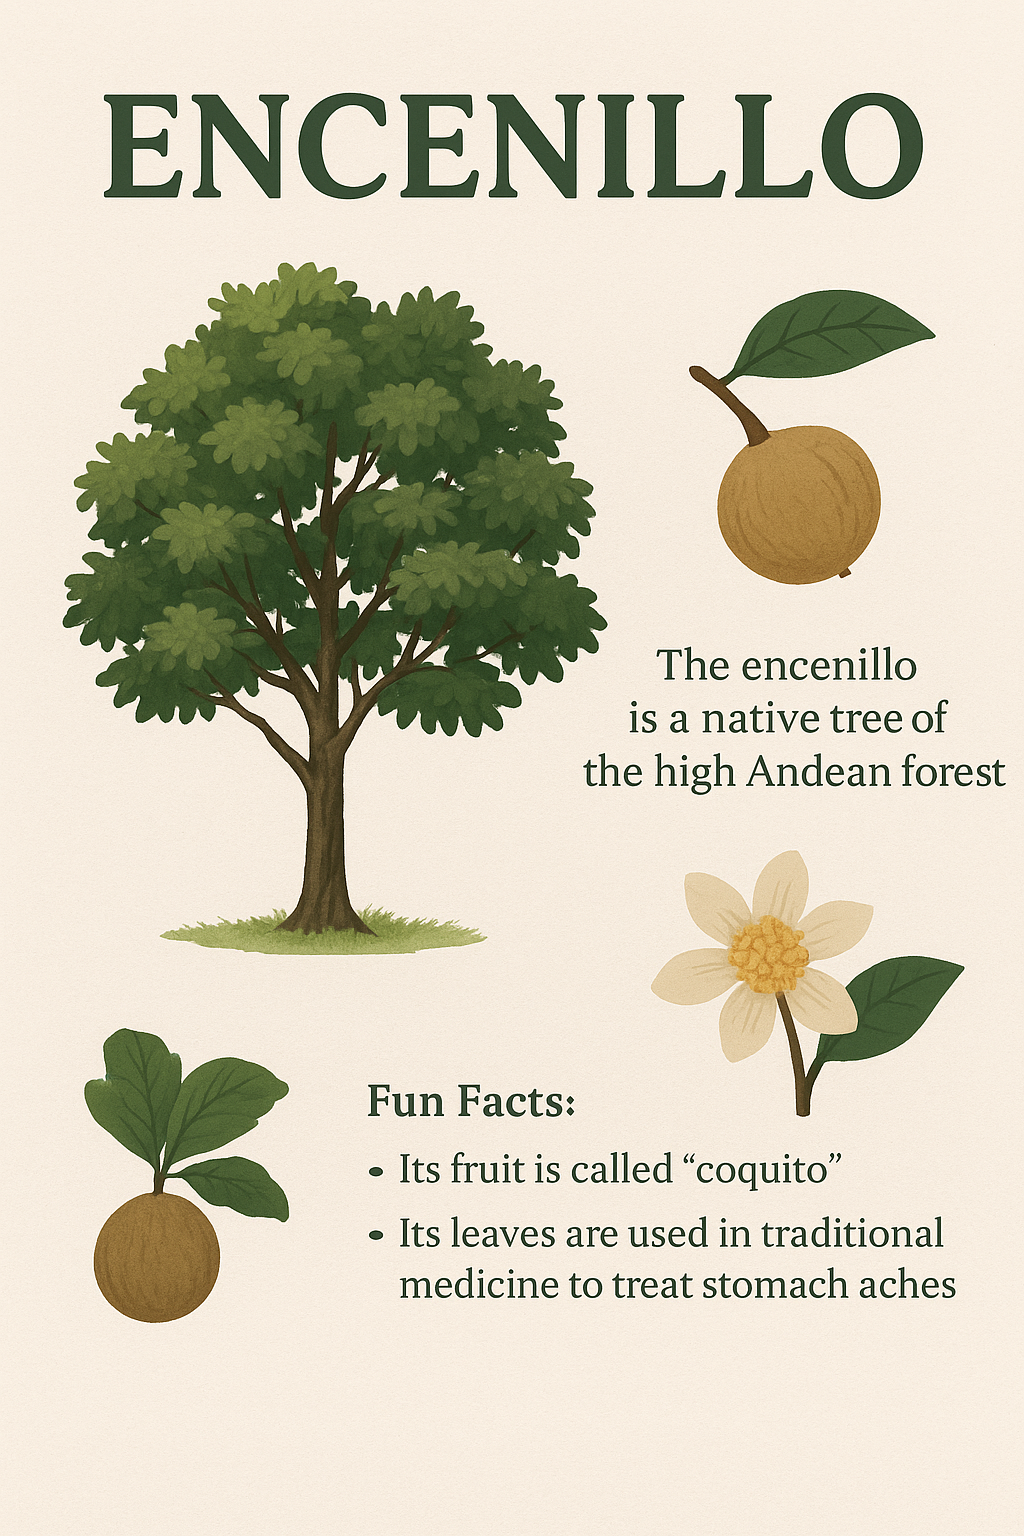 ENCENILLO
The encenillo
is a native tree of
the high Andean forest
Fun Facts:
• Its fruit is called “coquito”
• Its leaves are used in traditional
medicine to treat stomach aches